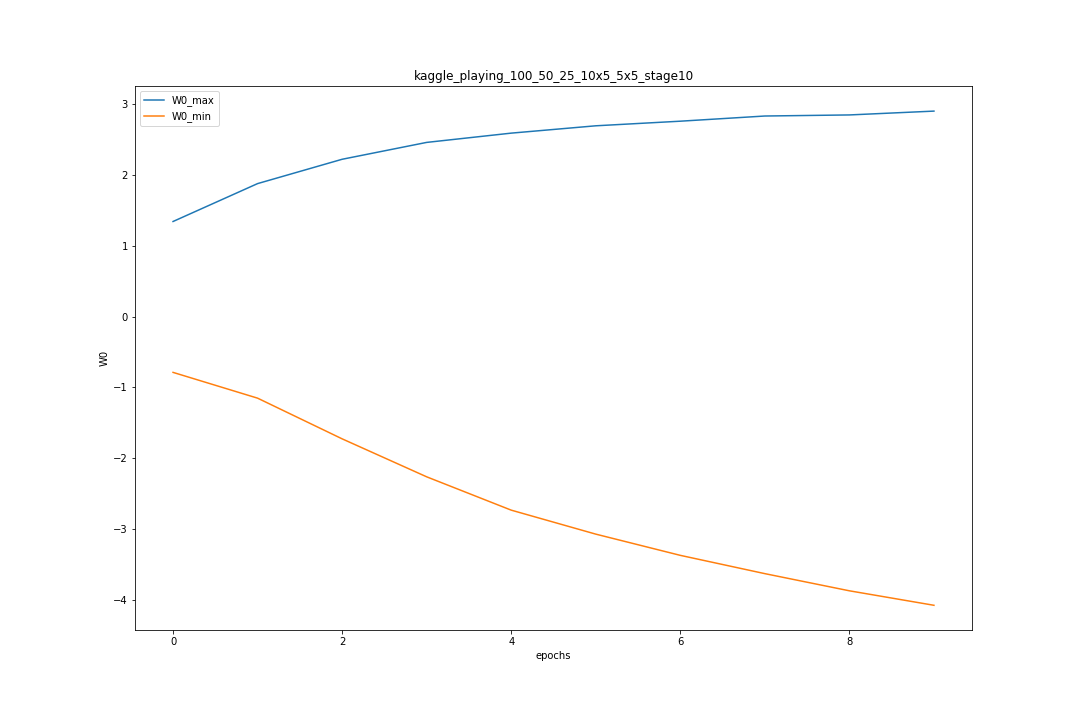 kaggle_playing_100_50_25_10x5_5x5_stage10
W0_max
W0_min
3
2
1
0
−1
−2
−3
−4
W0
0 2 4 6 8
epochs